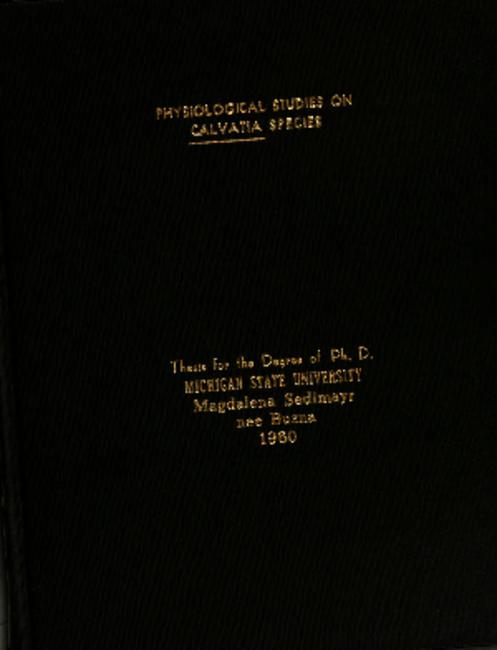 PHYSIOLOGICAL STUDIES ON
CALVATIA SPECIES
Thesis for the Degree of Ph. D.
MICHIGAN STATE UNIVERSITY
Magdalena Sedlmayr
nee Buzna
1960